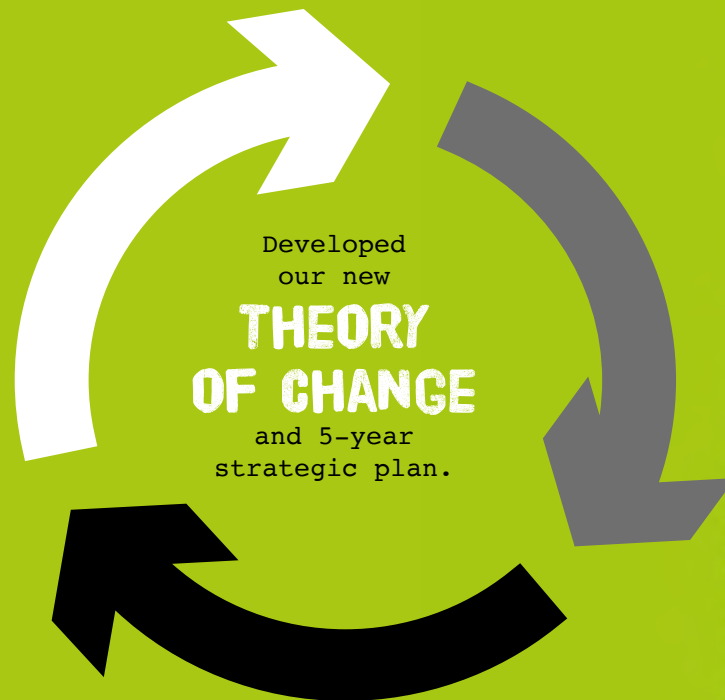 Developed
our new
THEORY
OF CHANGE
and 5-year
strategic plan.